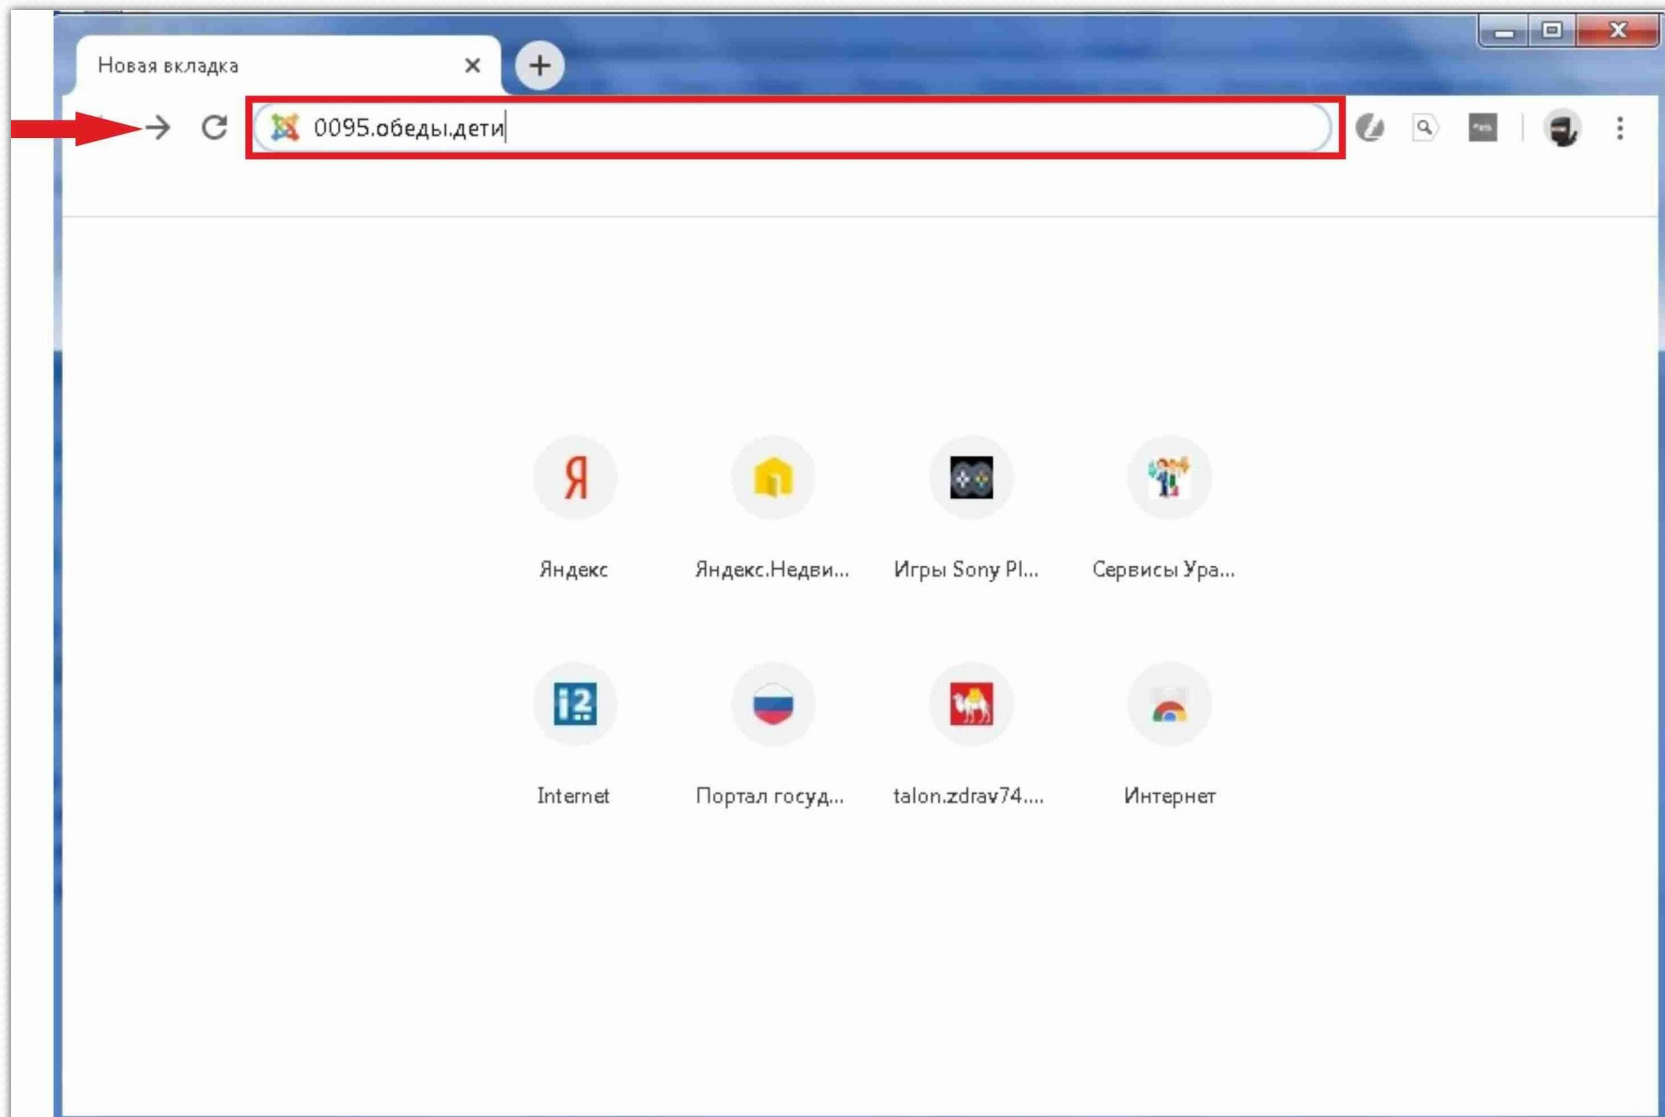 Новая вкладка
0095.обеды.дети
Я
Яндекс
Яндекс.Недви...
Игры Sony Pl...
Сервисы Ура...
i2
Internet
Портал госуд...
talon.zdrav74....
Интернет